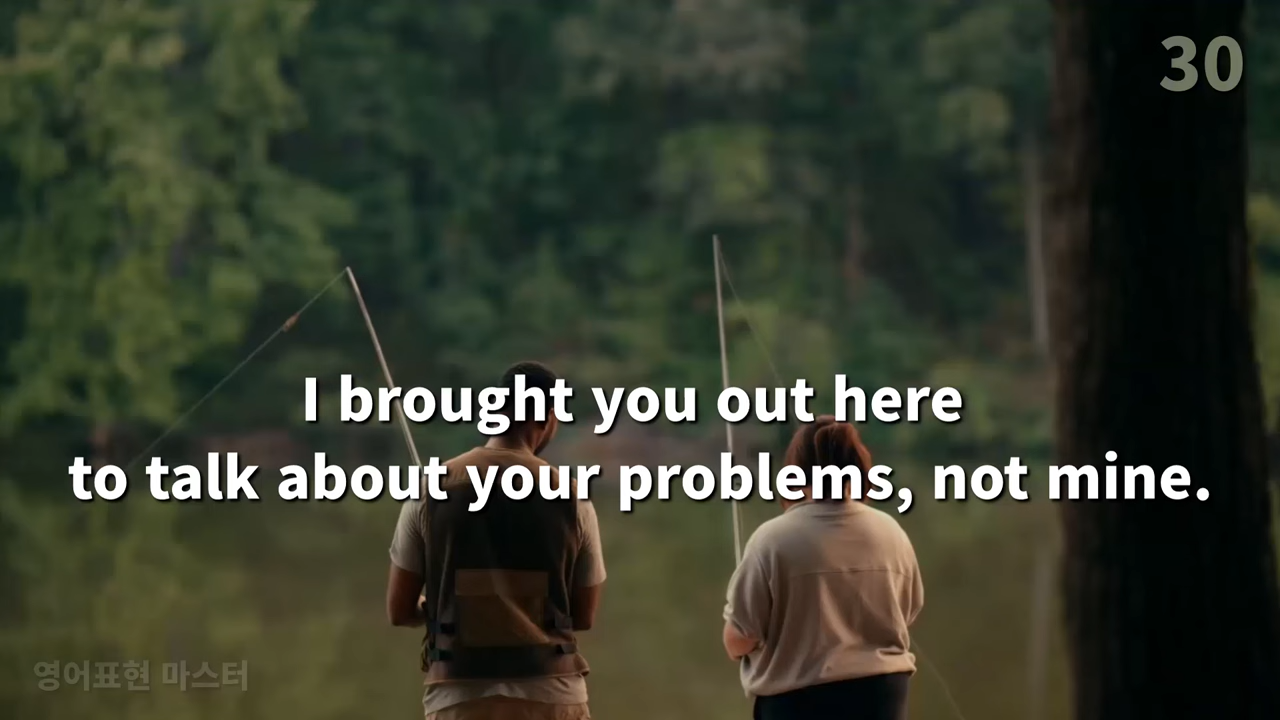 30
I brought you out here
to talk about your problems, not mine.
영어표현 마스터